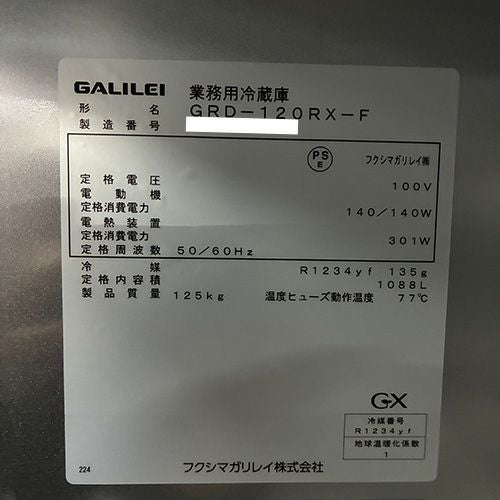 GALILEI 業務用冷蔵庫
形名 GRD-120RX-F
製造番号
PS E フクシマガリレイ㈱
定格電圧 100V
電動機
定格消費電力 140/140W
電熱装置
定格消費電力 301W
定格周波数 50/60Hz
冷媒 R1234yf 135g
定格内容積 1088L
製品質量 125kg 温度ヒューズ動作温度 77℃
GX
冷媒番号
R1234yf
地球温暖化係数
1
224 フクシマガリレイ株式会社